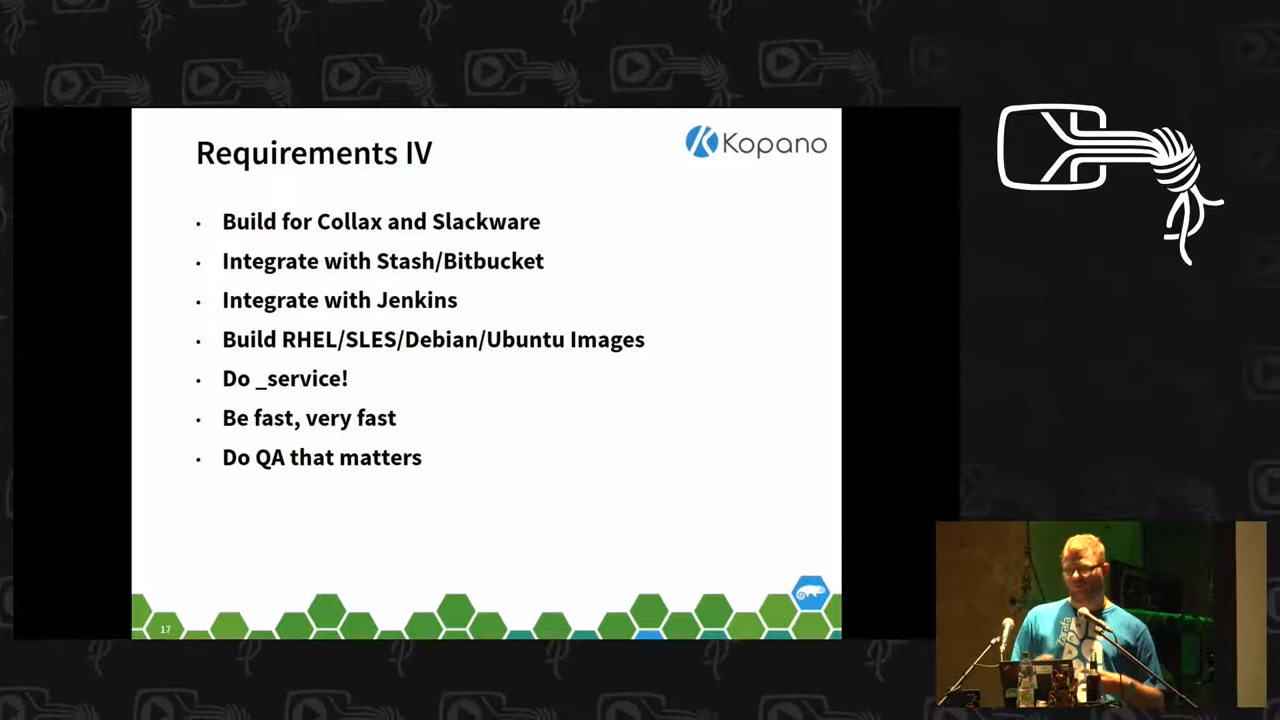 Requirements IV
Kopano
Build for Collax and Slackware
Integrate with Stash/Bitbucket
Integrate with Jenkins
Build RHEL/SLES/Debian/Ubuntu Images
Do _service!
Be fast, very fast
Do QA that matters
17